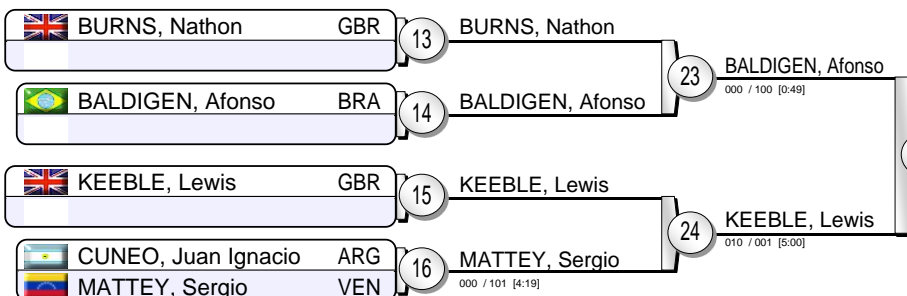 BURNS, Nathon GBR
13
BURNS, Nathon
23
BALDIGEN, Afonso
000 / 100 [0:49]
BALDIGEN, Afonso BRA
14
BALDIGEN, Afonso
KEEBLE, Lewis GBR
15
KEEBLE, Lewis
24
KEEBLE, Lewis
010 / 001 [5:00]
CUNEO, Juan Ignacio ARG
MATTEY, Sergio VEN
16
MATTEY, Sergio
000 / 101 [4:19]